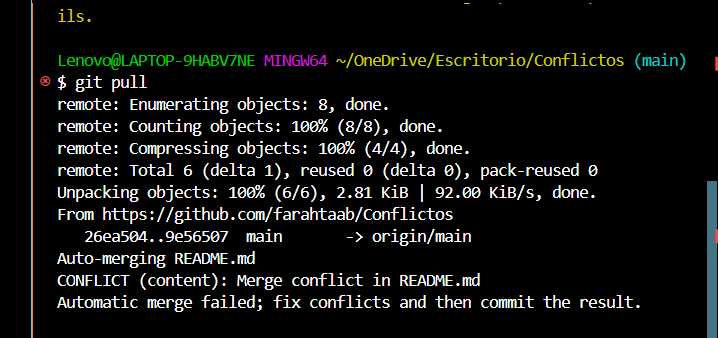 ils.
Lenovo@LAPTOP-9HABV7NE MINGW64 ~/OneDrive/Escritorio/Conflictos (main)
$ git pull
remote: Enumerating objects: 8, done.
remote: Counting objects: 100% (8/8), done.
remote: Compressing objects: 100% (4/4), done.
remote: Total 6 (delta 1), reused 0 (delta 0), pack-reused 0
Unpacking objects: 100% (6/6), 2.81 KiB | 92.00 KiB/s, done.
From https://github.com/farahtaab/Conflictos
   26ea504..9e56507  main       -> origin/main
Auto-merging README.md
CONFLICT (content): Merge conflict in README.md
Automatic merge failed; fix conflicts and then commit the result.